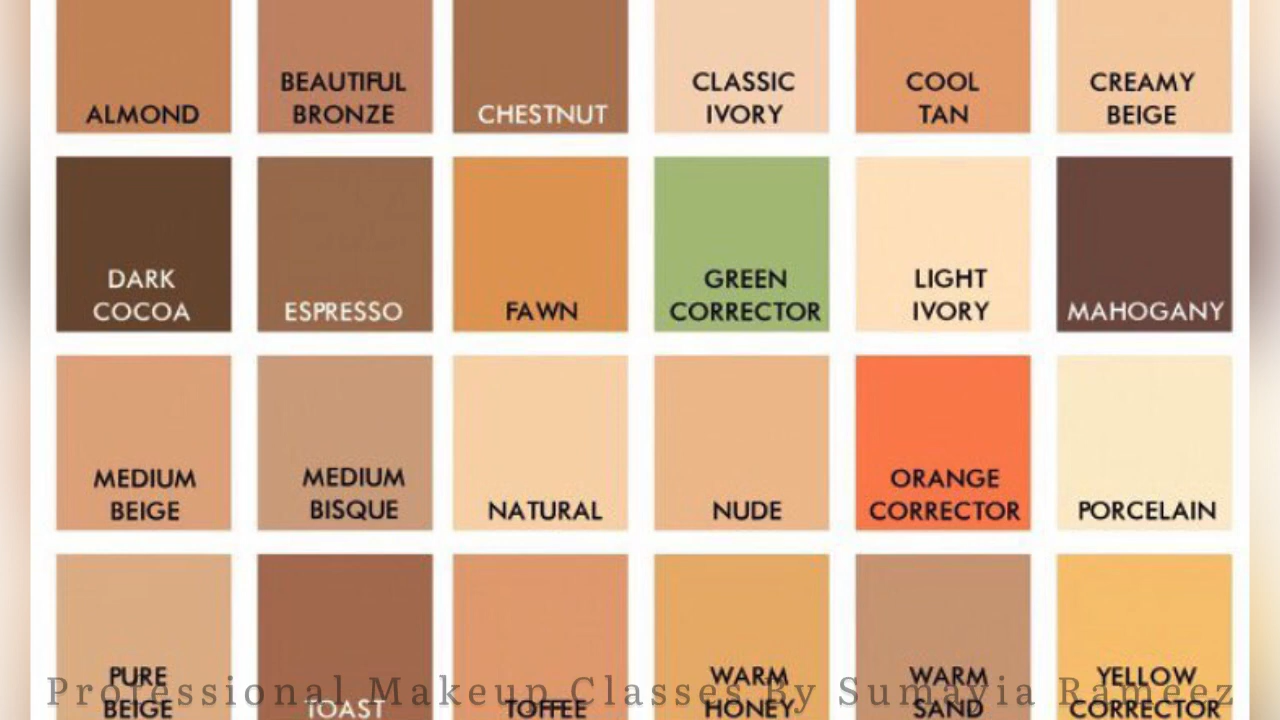 ALMOND
BEAUTIFUL
BRONZE
CHESTNUT
CLASSIC
IVORY
COOL
TAN
CREAMY
BEIGE
DARK
COCOA
ESPRESSO
FAWN
GREEN
CORRECTOR
LIGHT
IVORY
MAHOGANY
MEDIUM
BEIGE
MEDIUM
BISQUE
NATURAL
NUDE
ORANGE
CORRECTOR
PORCELAIN
PURE
BEIGE
TOAST
TOFFEE
WARM
HONEY
WARM
SAND
YELLOW
CORRECTOR
Professional Makeup Classes By Sumavia Rameez